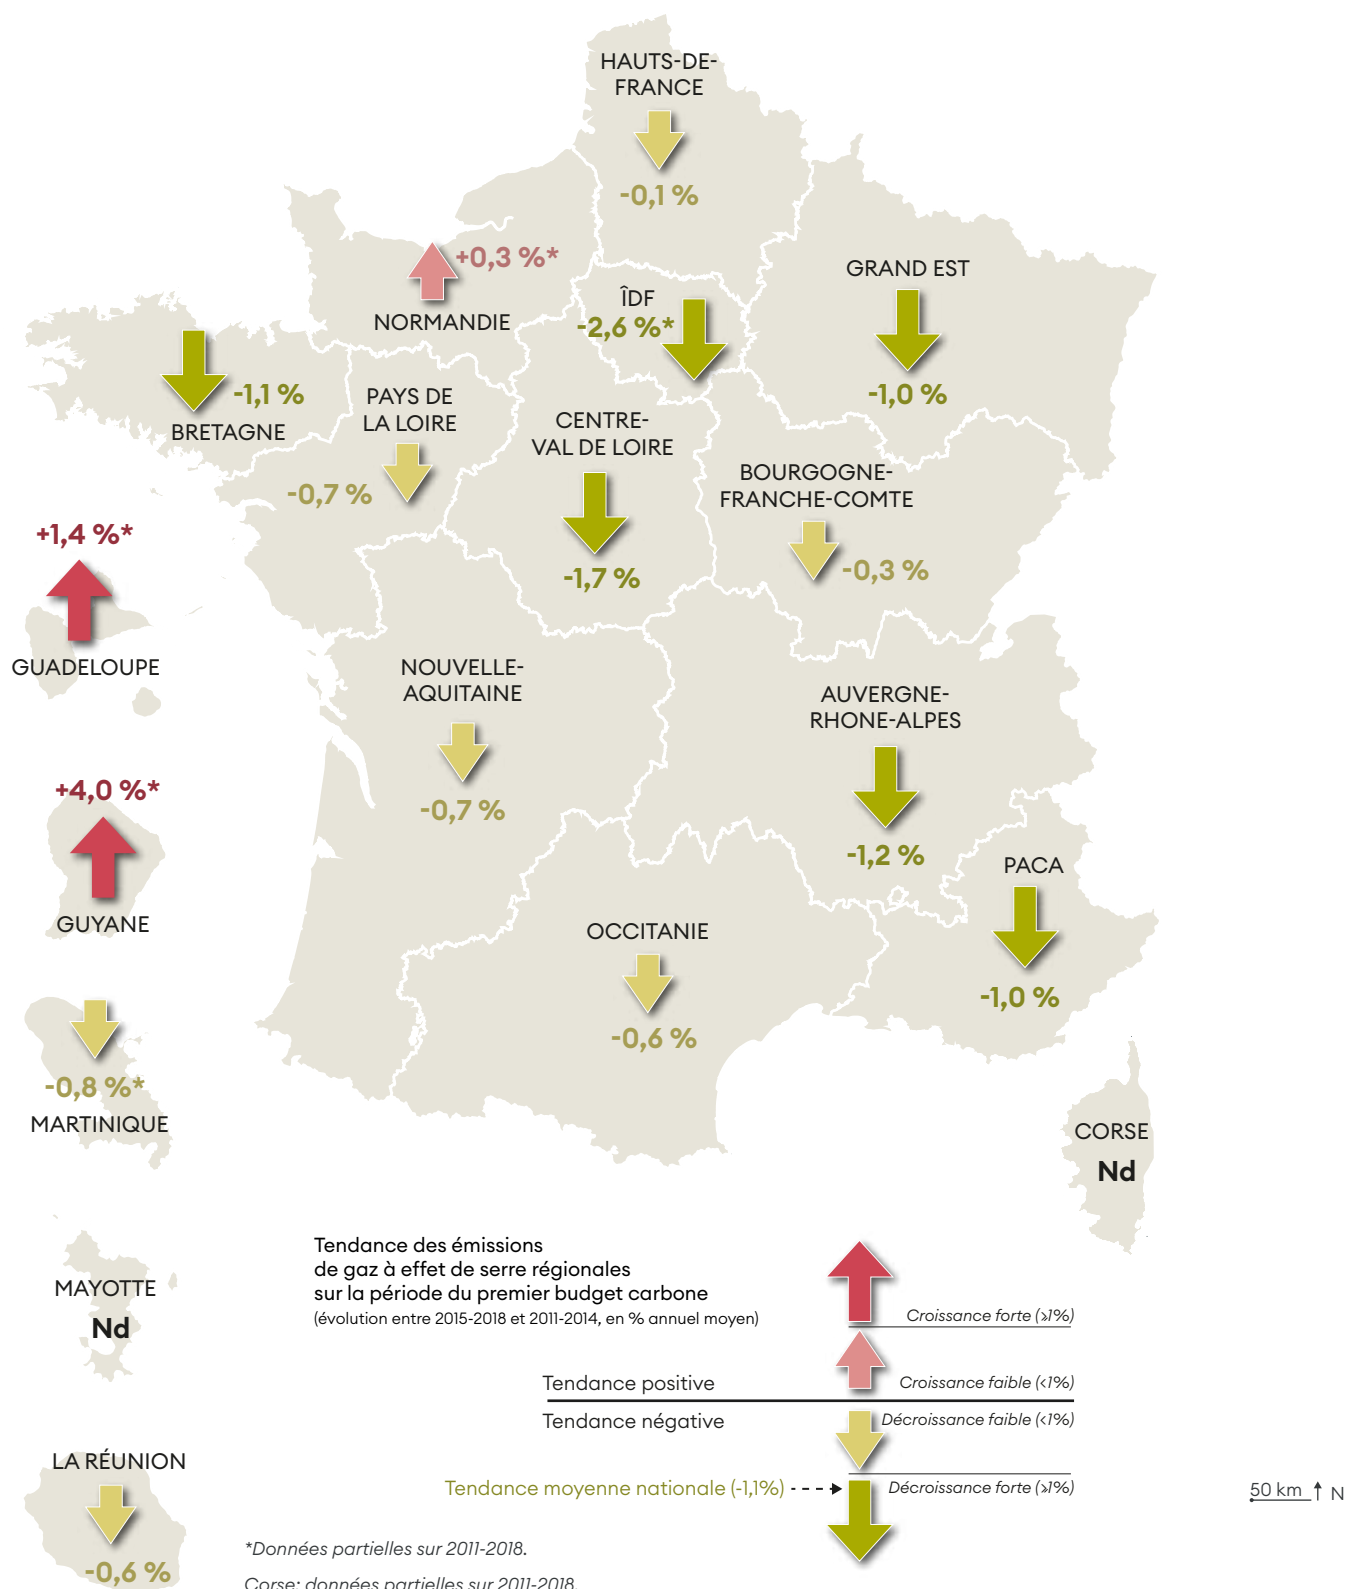 HAUTS-DE-
FRANCE
-0,1 %
+0,3 %*
NORMANDIE
ÎDF
-2,6 %*
GRAND EST
-1,0 %
-1,1 %
BRETAGNE
PAYS DE
LA LOIRE
-0,7 %
CENTRE-
VAL DE LOIRE
-1,7 %
BOURGOGNE-
FRANCHE-COMTE
-0,3 %
+1,4 %*
GUADELOUPE
NOUVELLE-
AQUITAINE
-0,7 %
AUVERGNE-
RHONE-ALPES
-1,2 %
+4,0 %*
GUYANE
PACA
-1,0 %
OCCITANIE
-0,6 %
-0,8 %*
MARTINIQUE
CORSE
Nd
MAYOTTE
Nd
LA RÉUNION
-0,6 %
Tendance des émissions
de gaz à effet de serre régionales
sur la période du premier budget carbone
(évolution entre 2015-2018 et 2011-2014, en % annuel moyen)
Croissance forte (≥1%)
Tendance positive
Croissance faible (<1%)
Tendance négative
Décroissance faible (<1%)
Tendance moyenne nationale (-1,1%)
Décroissance forte (≥1%)
50 km
N
*Données partielles sur 2011-2018.
Corse: données partielles sur 2011-2018.